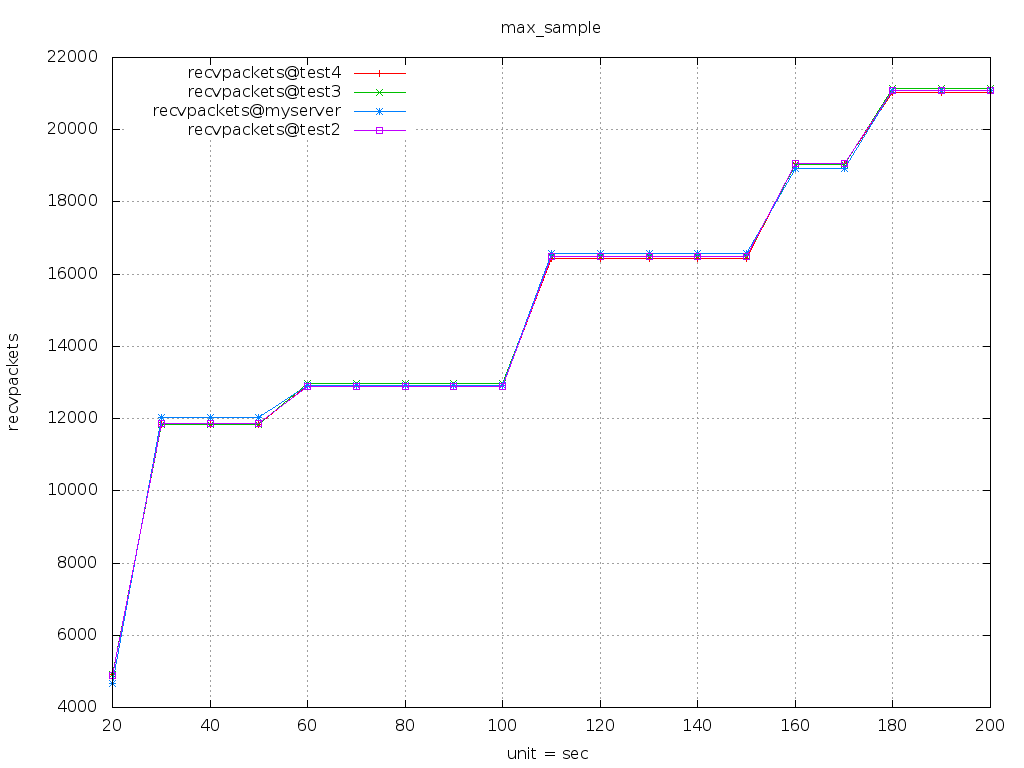 max_sample
22000
20000
18000
16000
14000
12000
10000
8000
6000
4000
recvpackets@test4
recvpackets@test3
recvpackets@myserver
recvpackets@test2
recvpackets
20 40 60 80 100 120 140 160 180 200
unit = sec